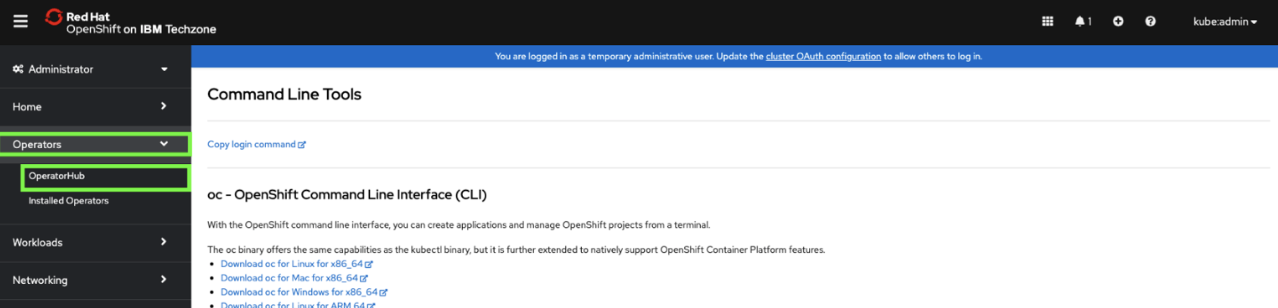 Red Hat
OpenShift on IBM Techzone
1
kube:admin
Administrator
You are logged in as a temporary administrative user. Update the cluster OAuth configuration to allow others to log in.
Home
Command Line Tools
Operators
Copy login command
OperatorHub
Installed Operators
oc - OpenShift Command Line Interface (CLI)
With the OpenShift command line interface, you can create applications and manage OpenShift projects from a terminal.
Workloads
The oc binary offers the same capabilities as the kubectl binary, but it is further extended to natively support OpenShift Container Platform features.
Download oc for Linux for x86_64
Networking
Download oc for Mac for x86_64
Download oc for Windows for x86_64
Download oc for Linux for ARM 64